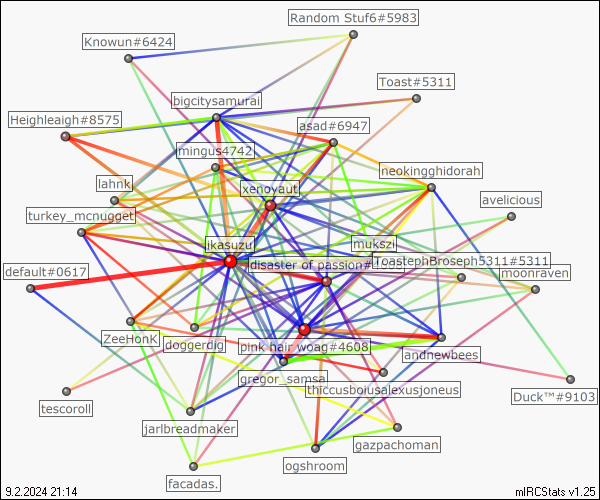 Random Stuf6#5983
Knowun#6424
Toast#5311
bigcitysamurai
Heighleaigh#8575
asad#6947
mingus4742
neokingghidorah
lahnk
xenoyaut
avelicious
turkey_mcnugget
ikasuzu
mukszi
disaster of passion#
ToastephBroseph5311#5311
default#0617
moonraven
ZeeHonK
doggerdig
pink hair woag#4608
andnewbees
gregor_samsa
thiccusboiusalexusjoneus
Duck™#9103
tescoroll
jarlbreadmaker
gazpachoman
ogshroom
facadas.
9.2.2024 21:14
mIRCStats v1.25